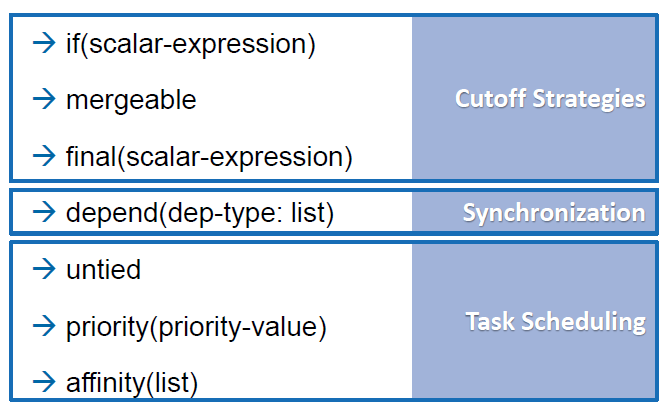 → if(scalar-expression)
→ mergeable
Cutoff Strategies
→ final(scalar-expression)
→ depend(dep-type: list)
Synchronization
→ untied
→ priority(priority-value)
Task Scheduling
→ affinity(list)